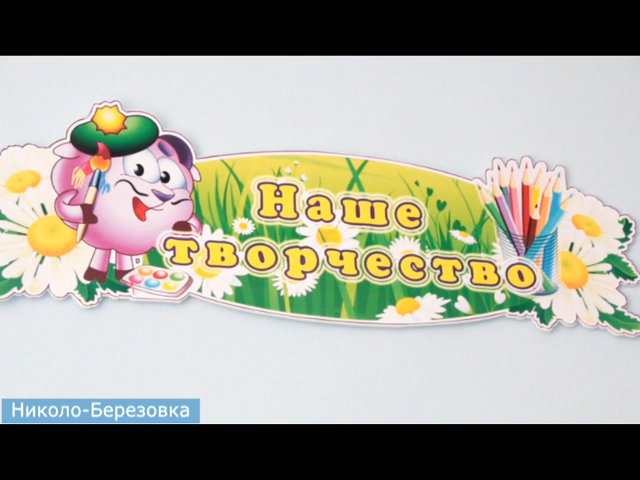 Наше
творчество
Николо-Березовка